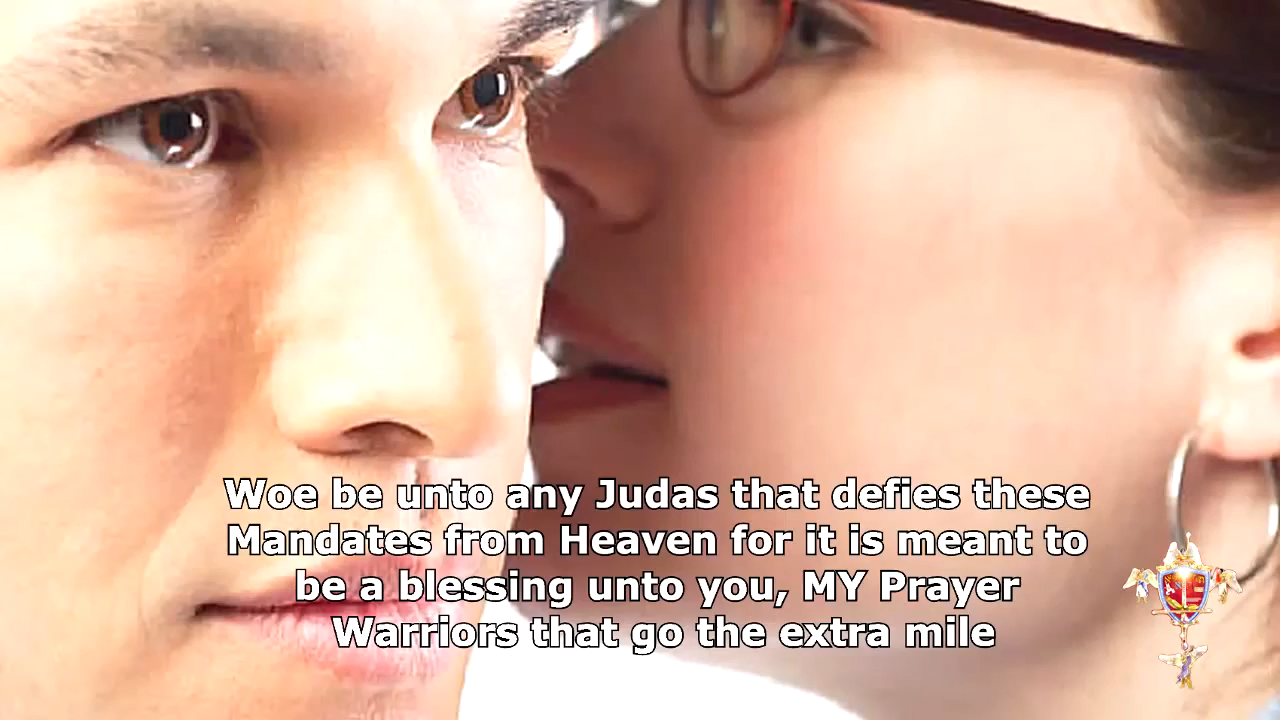 Woe be unto any Judas that defies these
Mandates from Heaven for it is meant to
be a blessing unto you, MY Prayer
Warriors that go the extra mile